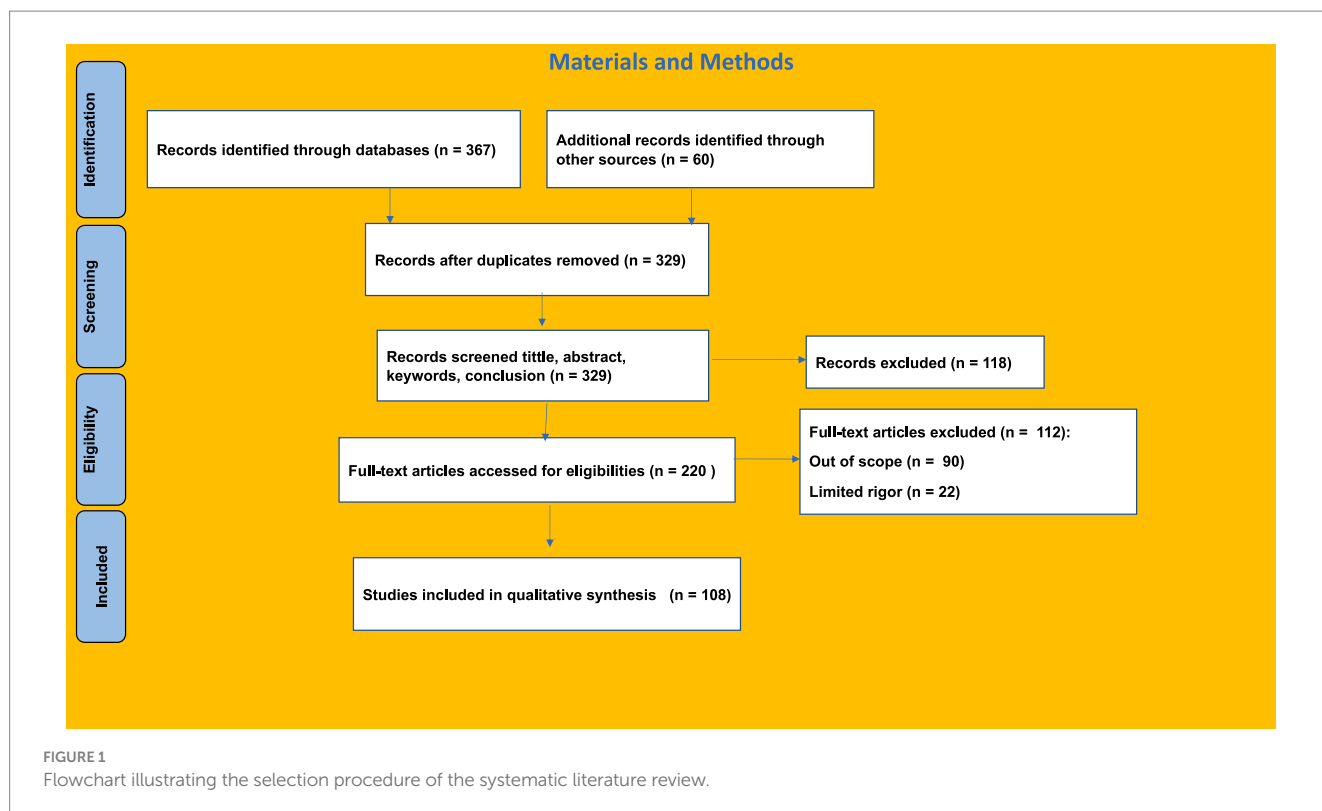 Materials and Methods
Identification
Records identified through databases (n = 367)
Additional records identified through
other sources (n = 60)
Screening
Records after duplicates removed (n = 329)
Records screened tittle, abstract,
keywords, conclusion (n = 329)
Records excluded (n = 118)
Eligibility
Full-text articles accessed for eligibilities (n = 220 )
Full-text articles excluded (n = 112):
Out of scope (n = 90)
Limited rigor (n = 22)
Included
Studies included in qualitative synthesis (n = 108)
FIGURE 1
Flowchart illustrating the selection procedure of the systematic literature review.